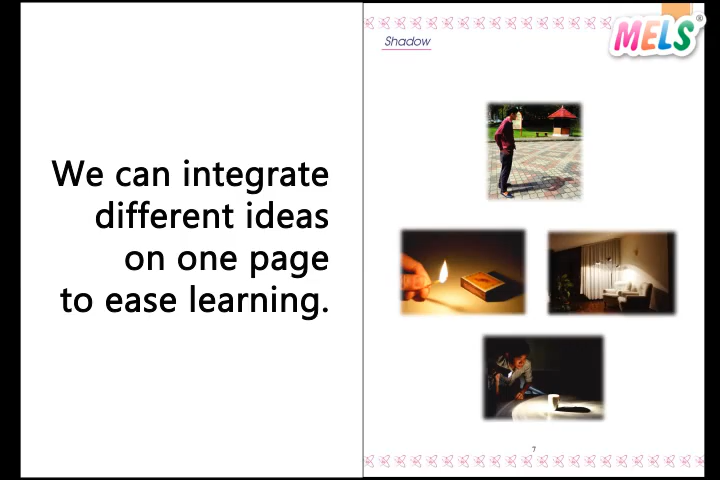 We can integrate
different ideas
on one page
to ease learning.
Shadow
MELS®
7